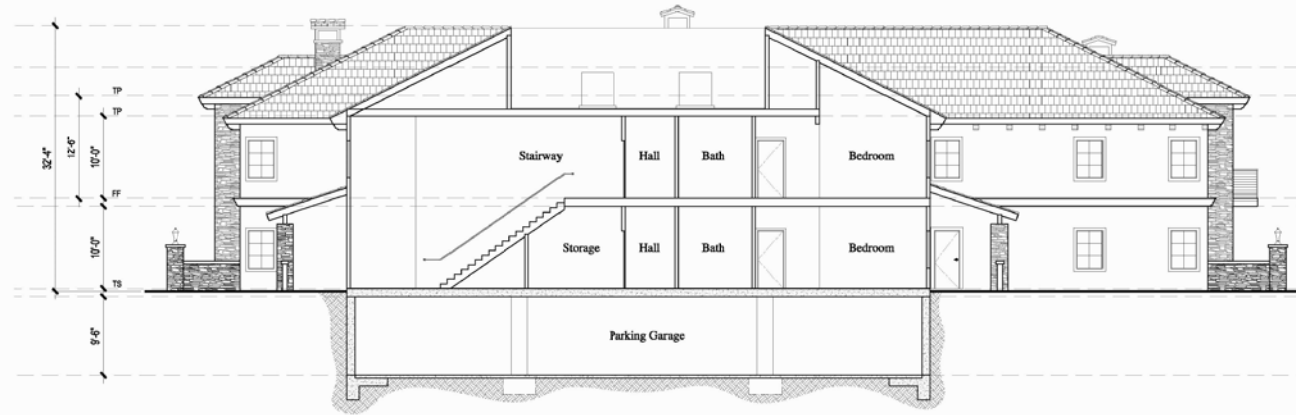 TP
TP
32'-4"
12'-6"
10'-0"
Stairway
Hall
Bath
Bedroom
FF
10'-0"
Storage
Hall
Bath
Bedroom
TS
9'-6"
Parking Garage